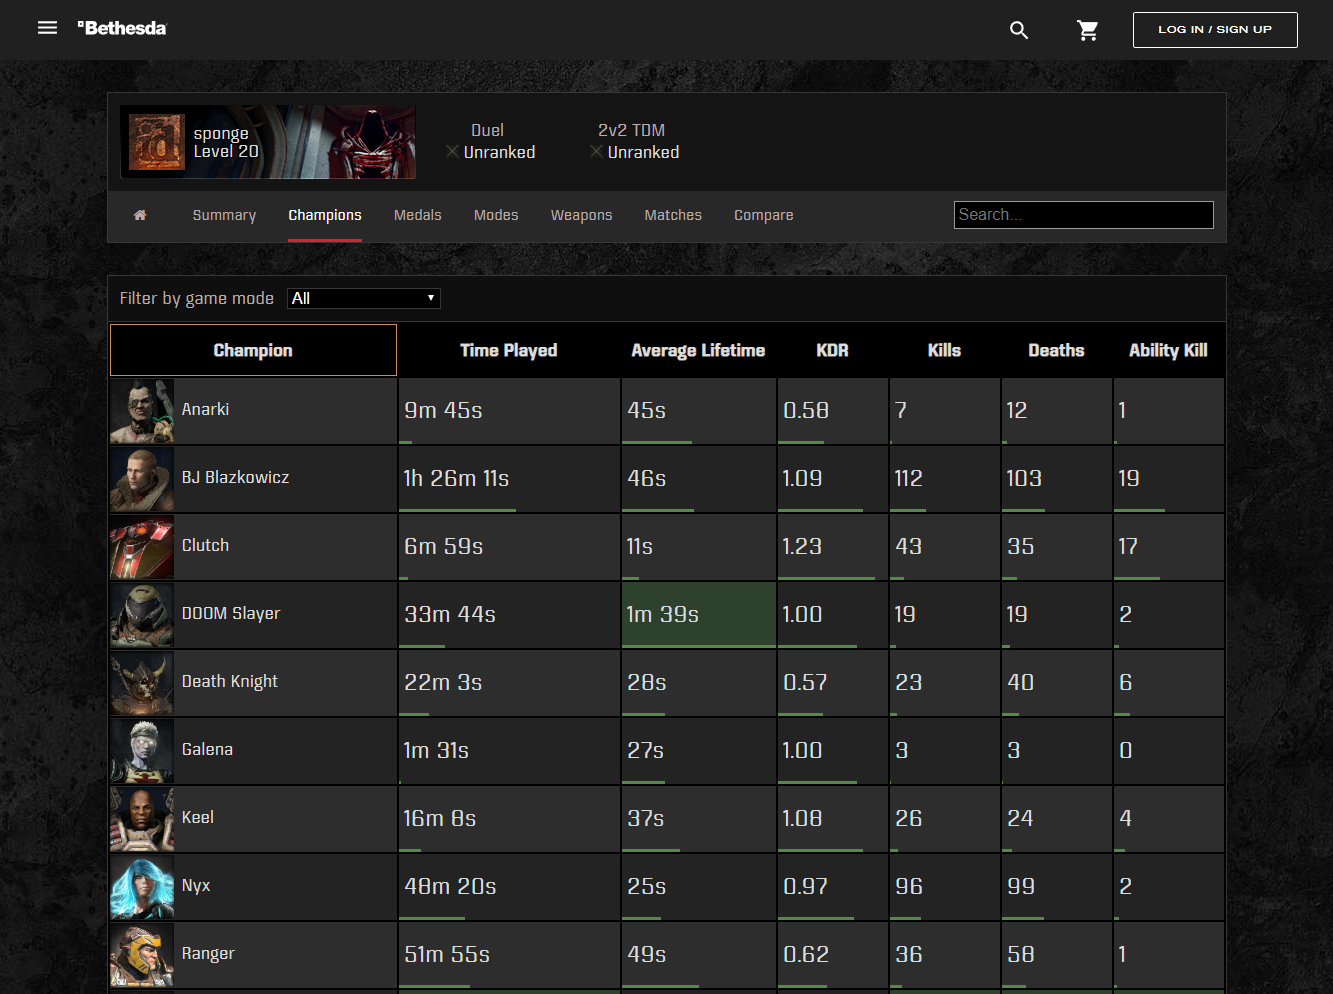 Bethesda
LOG IN / SIGN UP
sponge
Level 20
Duel
Unranked
2v2 TDM
Unranked
Summary Champions Medals Modes Weapons Matches Compare Search...
Filter by game mode All
Champion Time Played Average Lifetime KDR Kills Deaths Ability Kill
Anarki 9m 45s 45s 0.58 7 12 1
BJ Blazkowicz 1h 26m 11s 46s 1.09 112 103 19
Clutch 6m 59s 11s 1.23 43 35 17
DOOM Slayer 33m 44s 1m 39s 1.00 19 19 2
Death Knight 22m 3s 28s 0.57 23 40 6
Galena 1m 31s 27s 1.00 3 3 0
Keel 16m 8s 37s 1.08 26 24 4
Nyx 48m 20s 25s 0.97 96 99 2
Ranger 51m 55s 49s 0.62 36 58 1